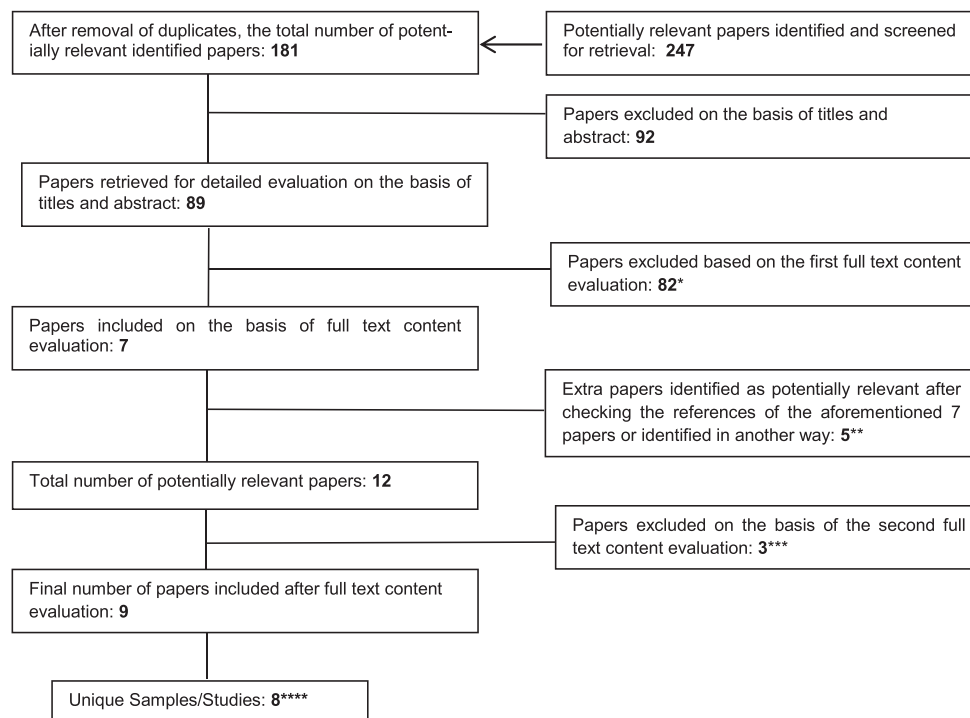 After removal of duplicates, the total number of potent-
ially relevant identified papers: 181
Potentially relevant papers identified and screened
for retrieval: 247
Papers excluded on the basis of titles and
abstract: 92
Papers retrieved for detailed evaluation on the basis of
titles and abstract: 89
Papers excluded based on the first full text content
evaluation: 82*
Papers included on the basis of full text content
evaluation: 7
Extra papers identified as potentially relevant after
checking the references of the aforementioned 7
papers or identified in another way: 5**
Total number of potentially relevant papers: 12
Papers excluded on the basis of the second full
text content evaluation: 3***
Final number of papers included after full text content
evaluation: 9
Unique Samples/Studies: 8****